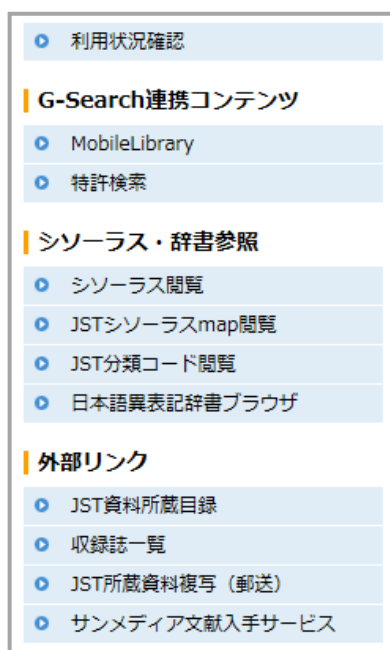 利用状況確認
G-Search連携コンテンツ
MobileLibrary
特許検索
シソーラス・辞書参照
シソーラス閲覧
JSTシソーラスmap閲覧
JST分類コード閲覧
日本語異表記辞書ブラウザ
外部リンク
JST資料所蔵目録
収録誌一覧
JST所蔵資料複写（郵送）
サンメディア文献入手サービス